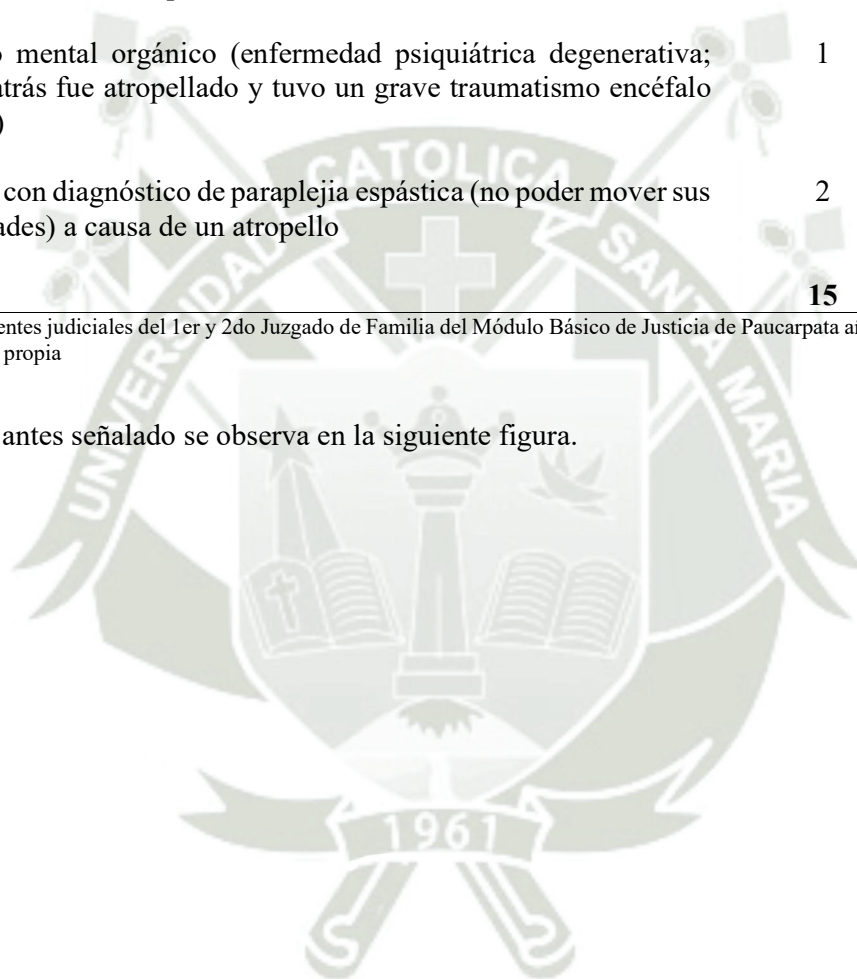 mental orgánico (enfermedad psiquiátrica degenerativa; 1
atrás fue atropellado y tuvo un grave traumatismo encéfalo
)
con diagnóstico de paraplejia espástica (no poder mover sus 2
ades) a causa de un atropello
15
entes judiciales del 1er y 2do Juzgado de Familia del Módulo Básico de Justicia de Paucarpata a
propia
antes señalado se observa en la siguiente figura.
UNIVERSIDAD CATOLICA SANTA MARIA
1961